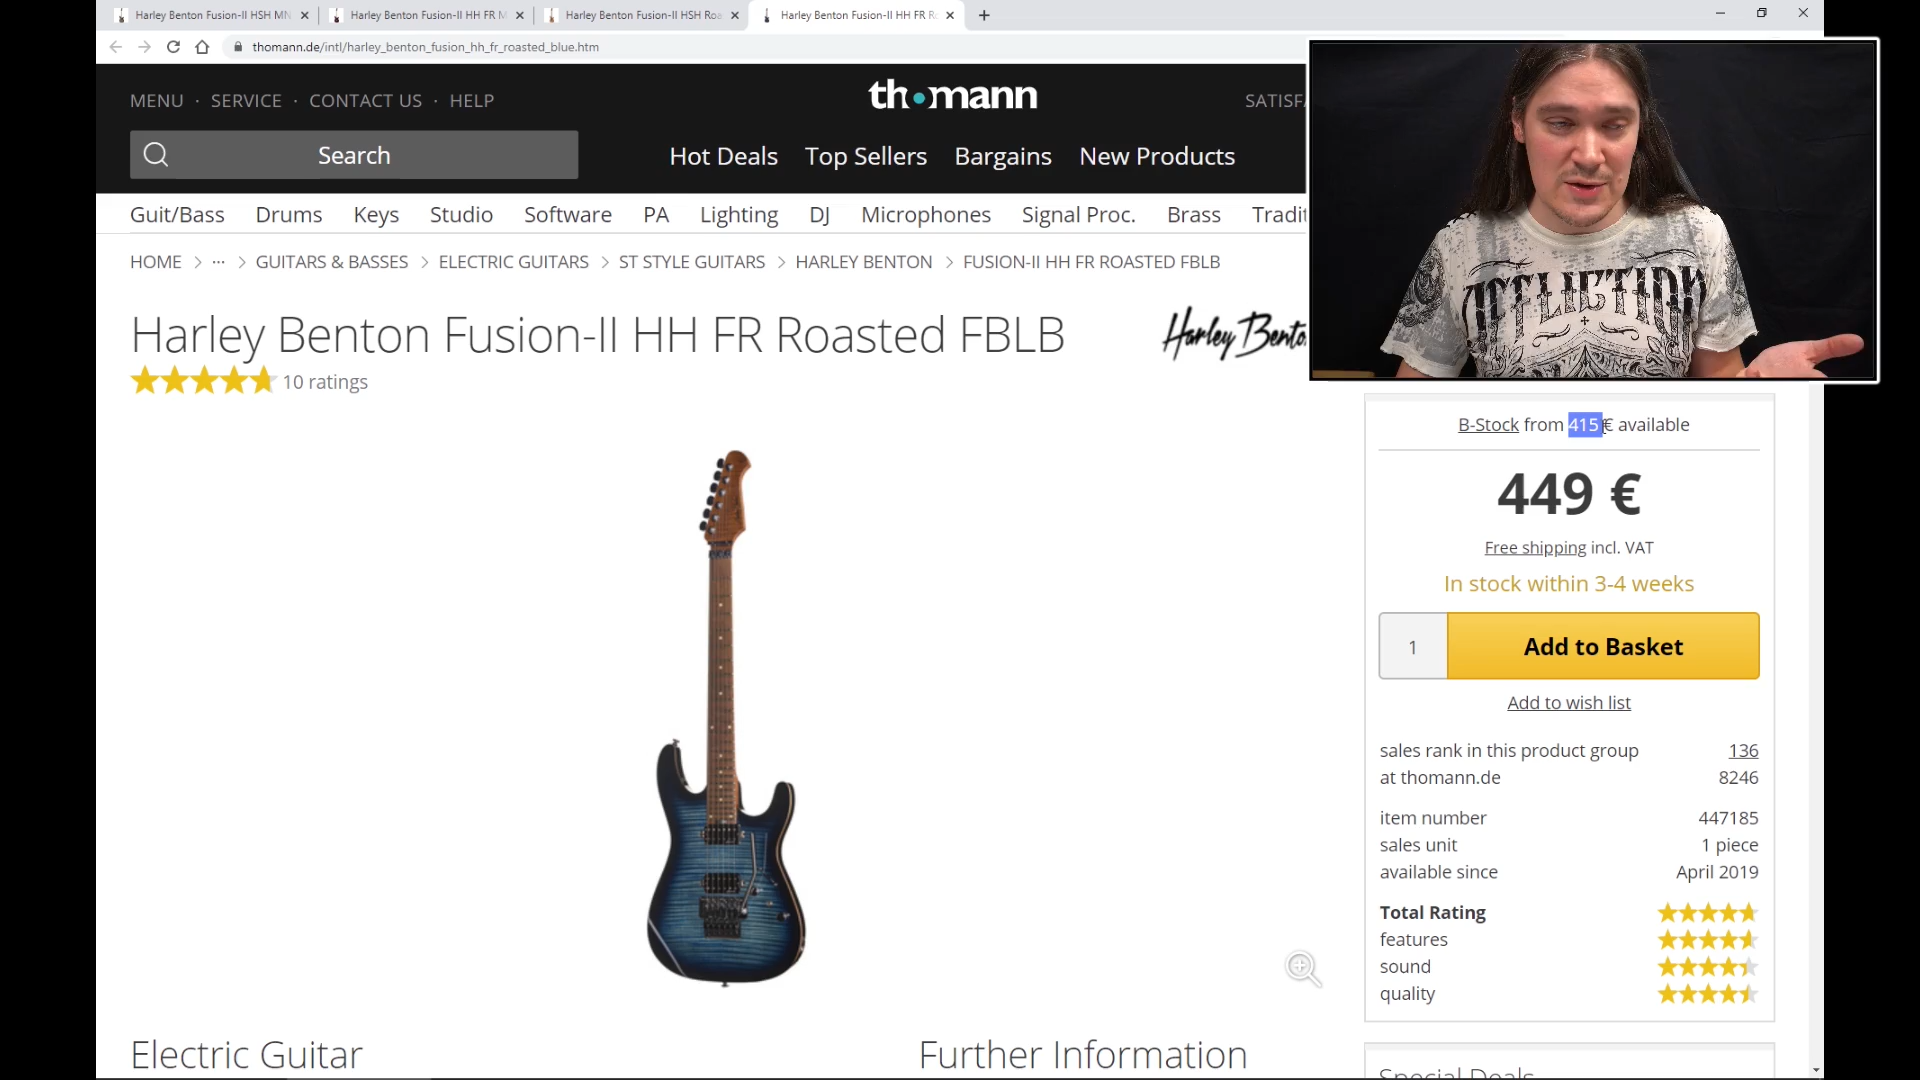 Harley Benton Fusion-II HSH MN
Harley Benton Fusion-II HH FR M
Harley Benton Fusion-II HSH Roa
Harley Benton Fusion-II HH FR R
thomann.de/intl/harley_benton_fusion_hh_fr_roasted_blue.htm
MENU · SERVICE · CONTACT US · HELP
thomann
SATISFA
Search
Hot Deals Top Sellers Bargains New Products
Guit/Bass Drums Keys Studio Software PA Lighting DJ Microphones Signal Proc. Brass Tradit
HOME > ··· > GUITARS & BASSES > ELECTRIC GUITARS > ST STYLE GUITARS > HARLEY BENTON > FUSION-II HH FR ROASTED FBLB
Harley Benton Fusion-II HH FR Roasted FBLB
Harley Bento
10 ratings
AFFLICTION
B-Stock from 415 € available
449 €
Free shipping incl. VAT
In stock within 3-4 weeks
1 Add to Basket
Add to wish list
sales rank in this product group 136
at thomann.de 8246
item number 447185
sales unit 1 piece
available since April 2019
Total Rating
features
sound
quality
Electric Guitar
Further Information
Special Deals